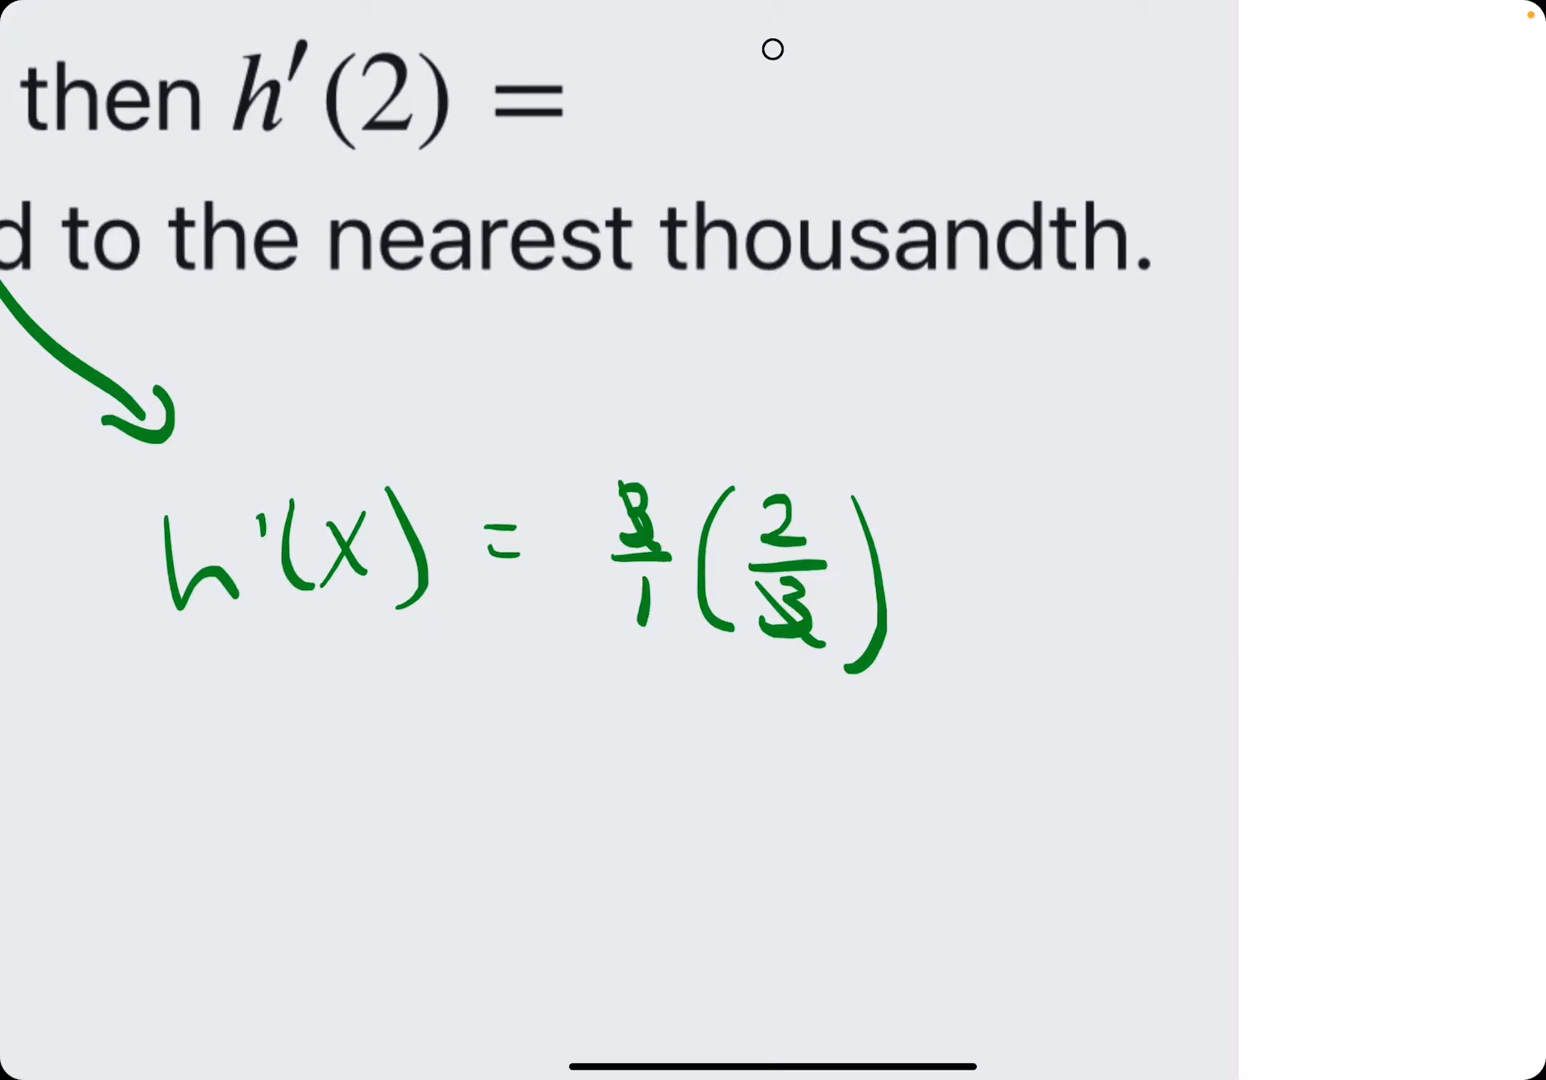 then h′(2) =
d to the nearest thousandth.
h'(x) = 3/1 (2/3)